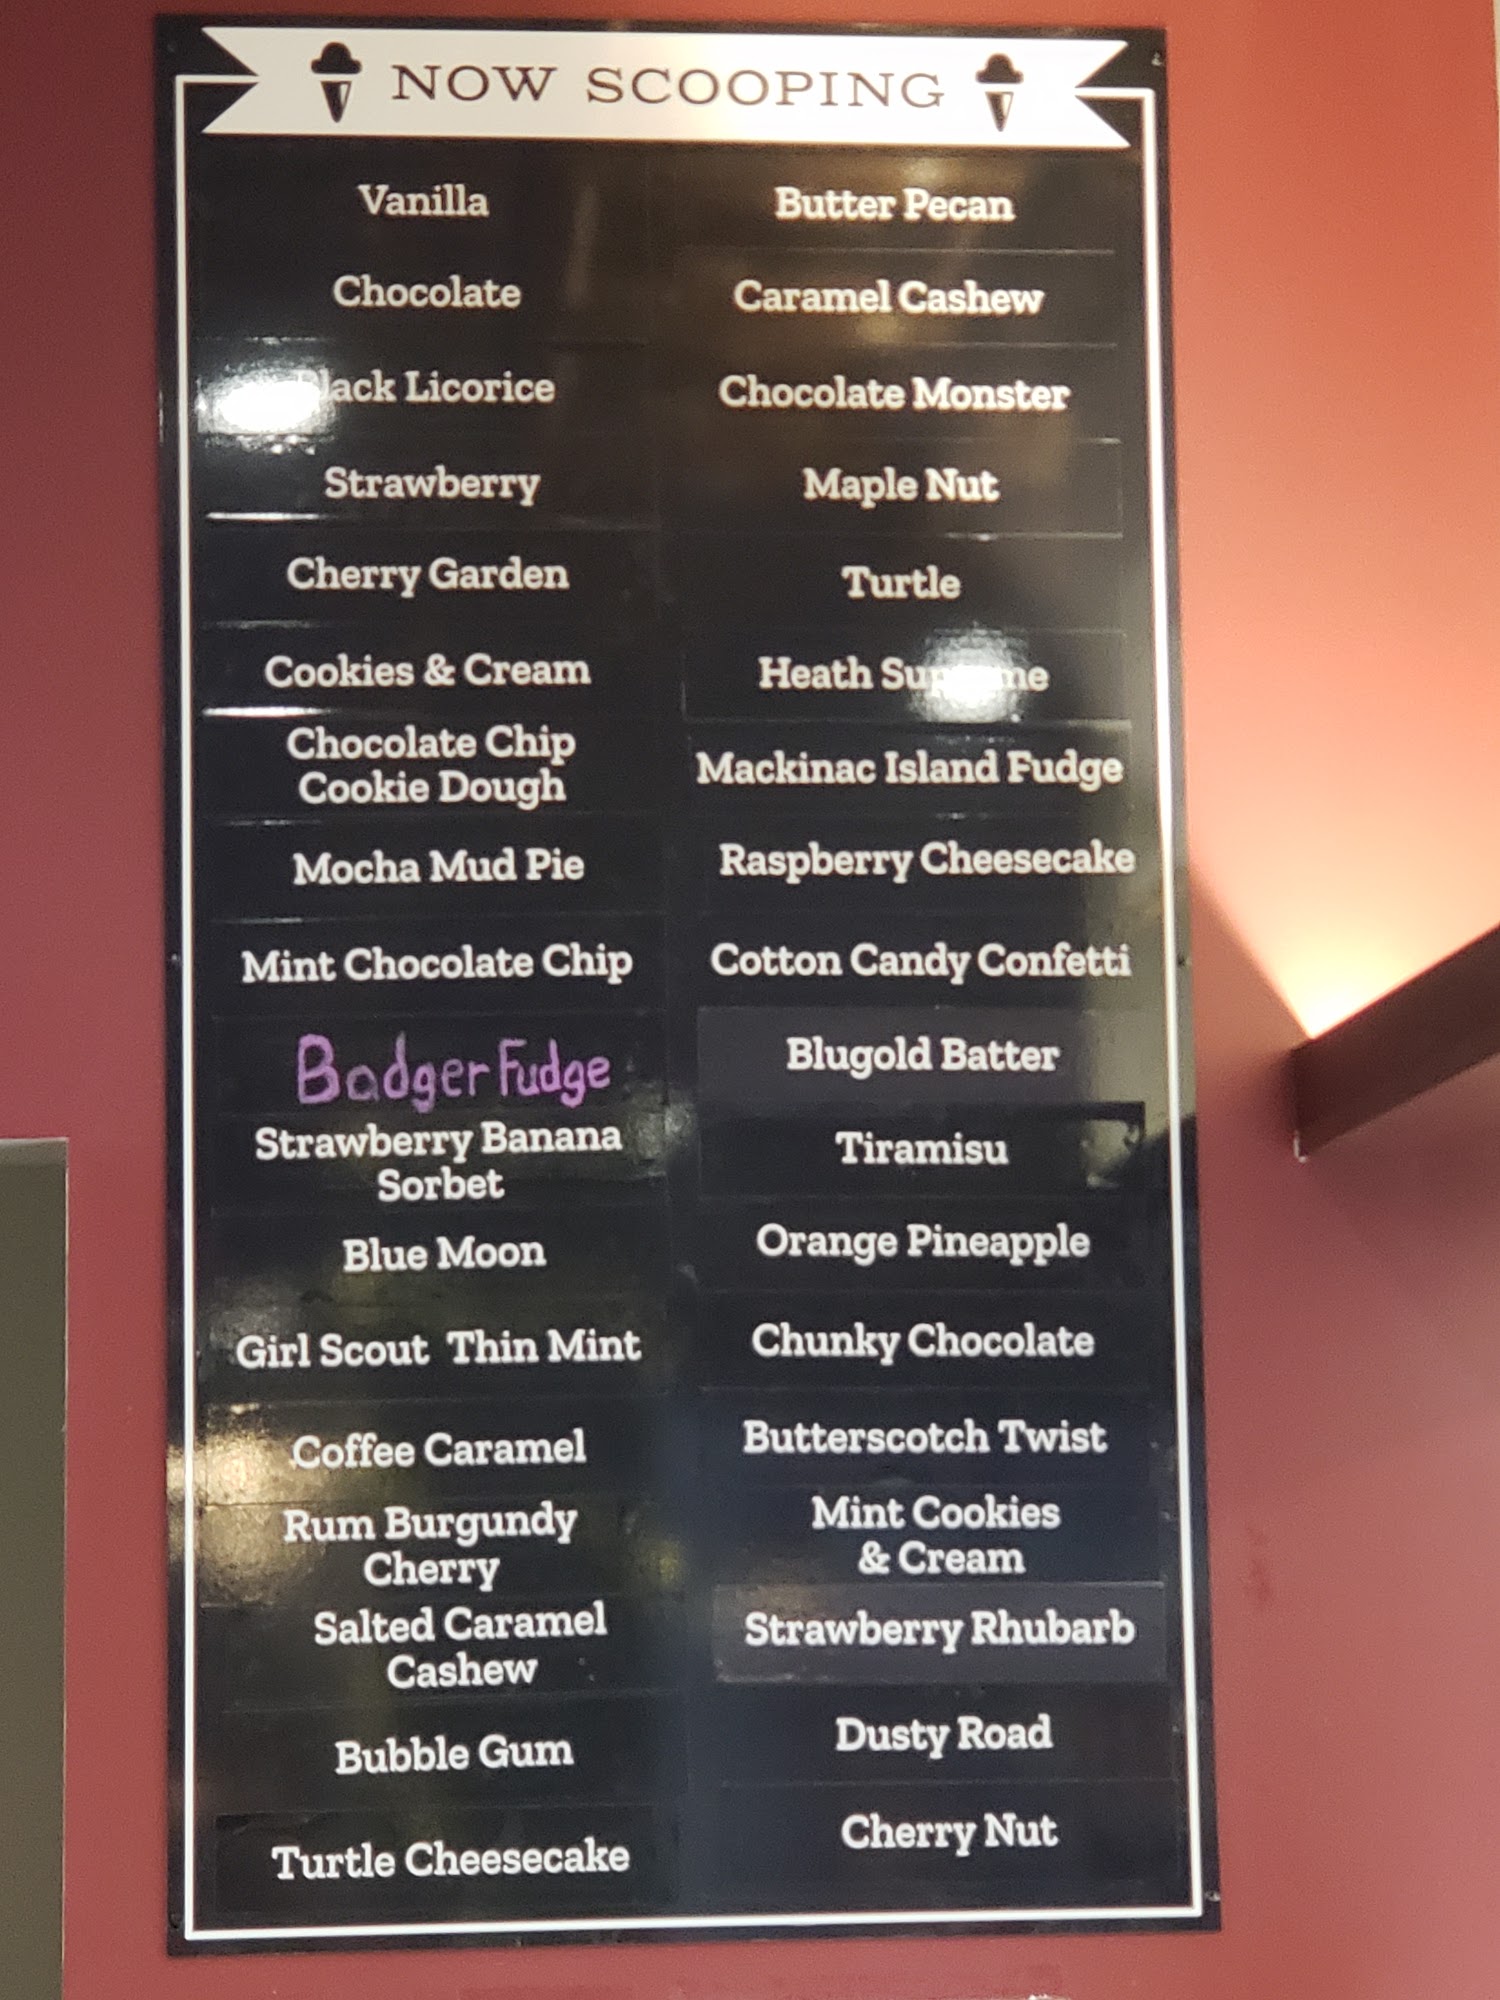 NOW SCOOPING
Vanilla
Chocolate
Black Licorice
Strawberry
Cherry Garden
Cookies & Cream
Chocolate Chip
Cookie Dough
Mocha Mud Pie
Mint Chocolate Chip
Badger Fudge
Strawberry Banana
Sorbet
Blue Moon
Girl Scout Thin Mint
Coffee Caramel
Rum Burgundy
Cherry
Salted Caramel
Cashew
Bubble Gum
Turtle Cheesecake
Butter Pecan
Caramel Cashew
Chocolate Monster
Maple Nut
Turtle
Heath Supreme
Mackinac Island Fudge
Raspberry Cheesecake
Cotton Candy Confetti
Blugold Batter
Tiramisu
Orange Pineapple
Chunky Chocolate
Butterscotch Twist
Mint Cookies
& Cream
Strawberry Rhubarb
Dusty Road
Cherry Nut